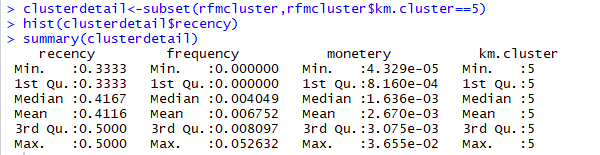 > clusterdetail<-subset(rfmcluster,rfmcluster$km.cluster==5)
> hist(clusterdetail$recency)
> summary(clusterdetail)
recency frequency monetery km.cluster
Min. :0.3333 Min. :0.000000 Min. :4.329e-05 Min. :5
1st Qu.:0.3333 1st Qu.:0.000000 1st Qu.:8.160e-04 1st Qu.:5
Median :0.4167 Median :0.004049 Median :1.636e-03 Median :5
Mean :0.4116 Mean :0.006752 Mean :2.670e-03 Mean :5
3rd Qu.:0.5000 3rd Qu.:0.008097 3rd Qu.:3.075e-03 3rd Qu.:5
Max. :0.5000 Max. :0.052632 Max. :3.655e-02 Max. :5